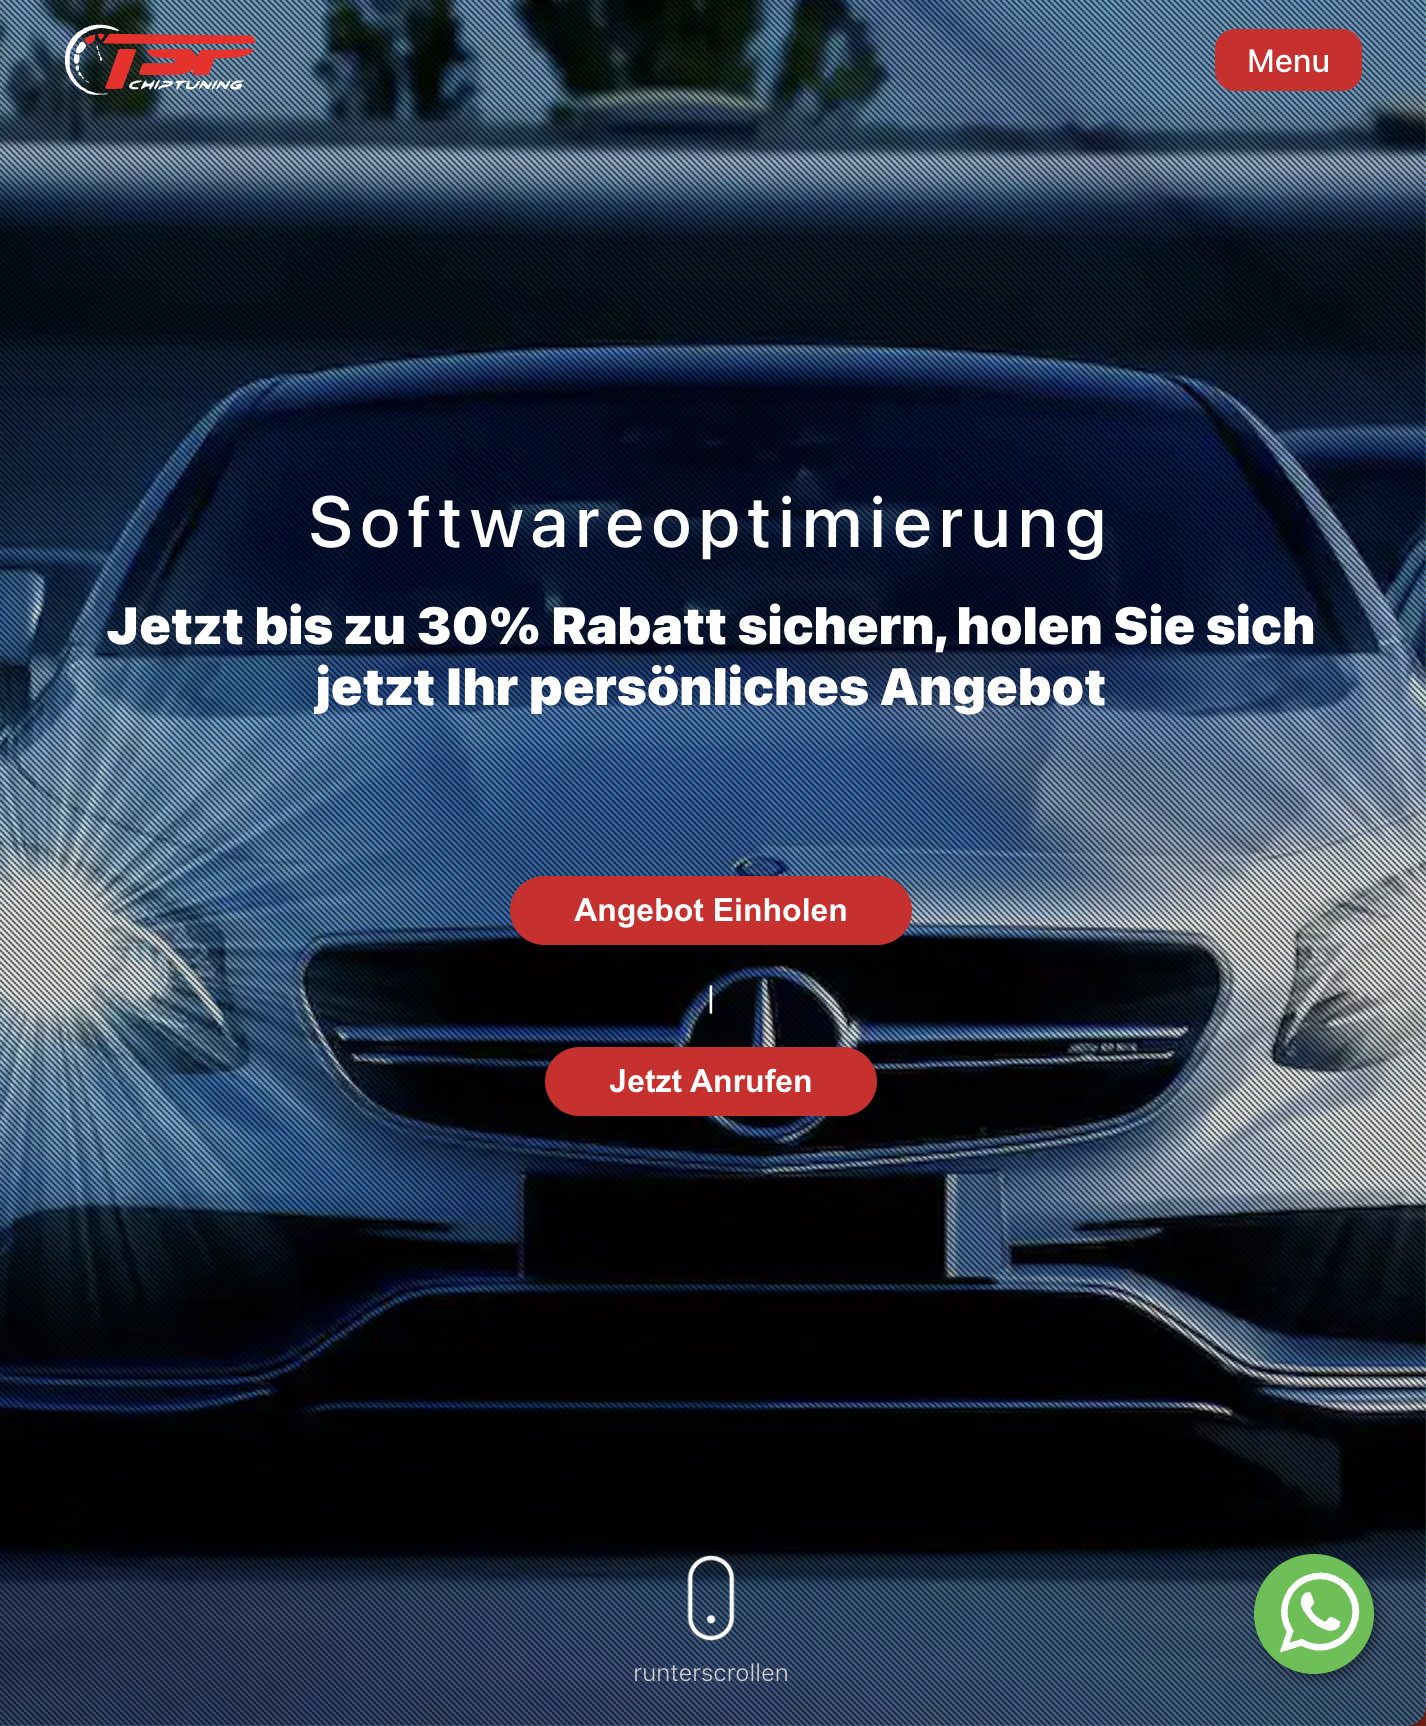 CHIPTUNING
Menu
Softwareoptimierung
Jetzt bis zu 30% Rabatt sichern, holen Sie sich
jetzt Ihr persönliches Angebot
Angebot Einholen
|
Jetzt Anrufen
runterscrollen